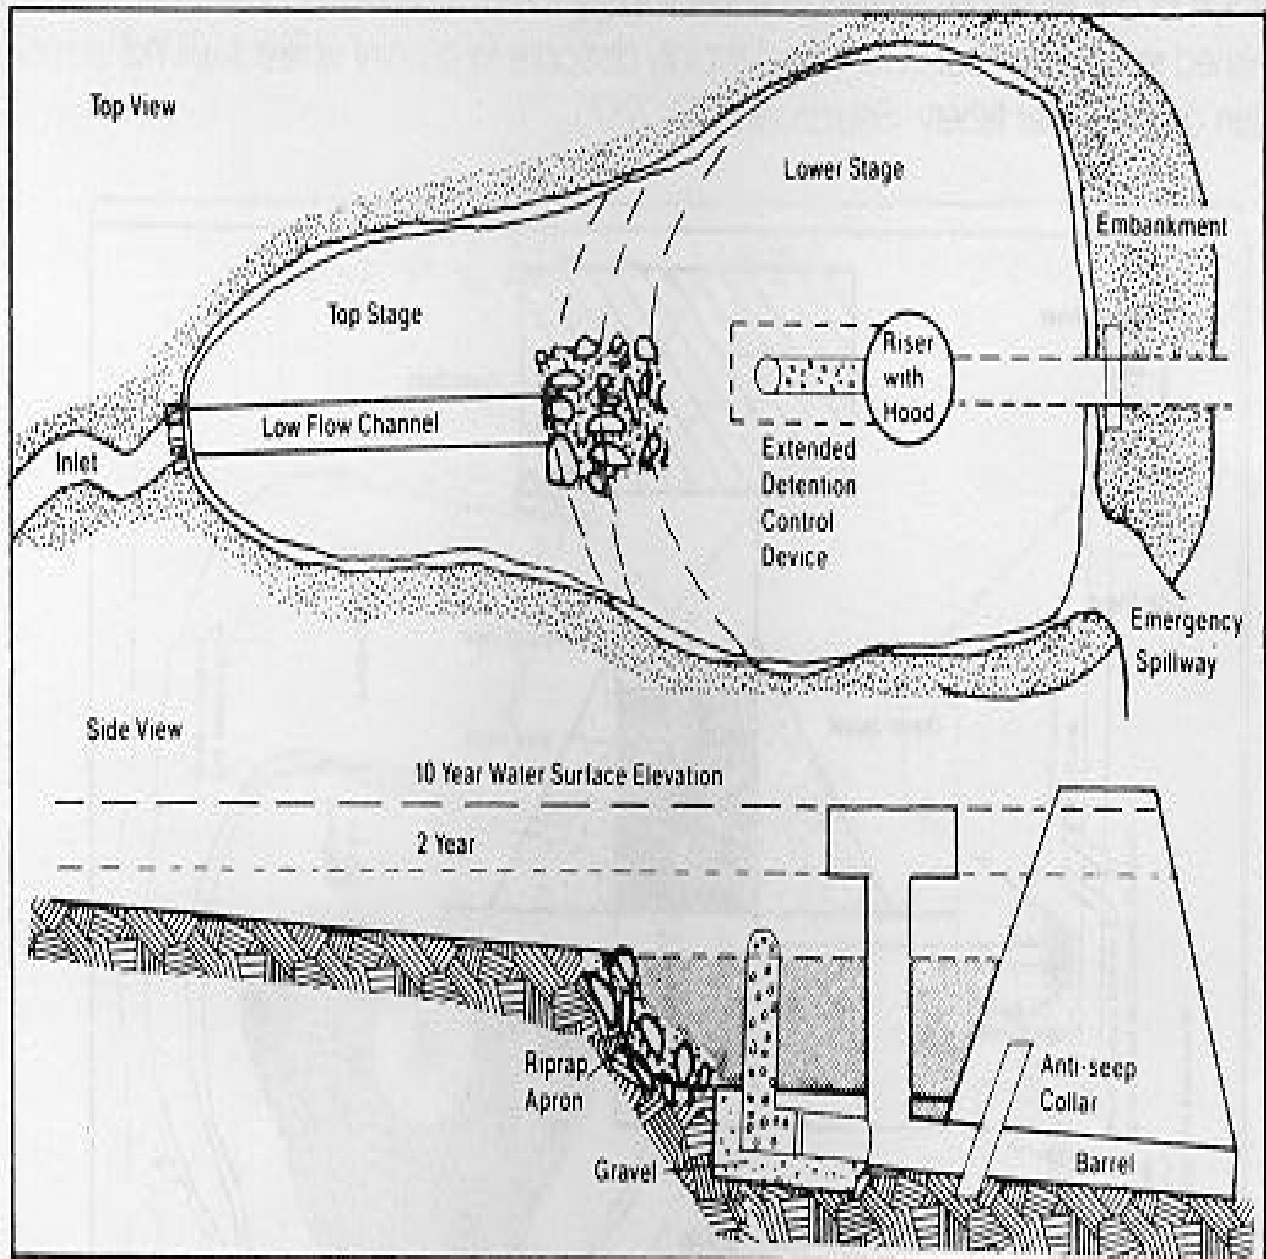 Top View
Lower Stage
Embankment
Top Stage
Riser
with
Hood
Low Flow Channel
Inlet
Extended
Detention
Control
Device
Emergency
Spillway
Side View
10 Year Water Surface Elevation
2 Year
Riprap
Apron
Anti-seep
Collar
Gravel
Barrel